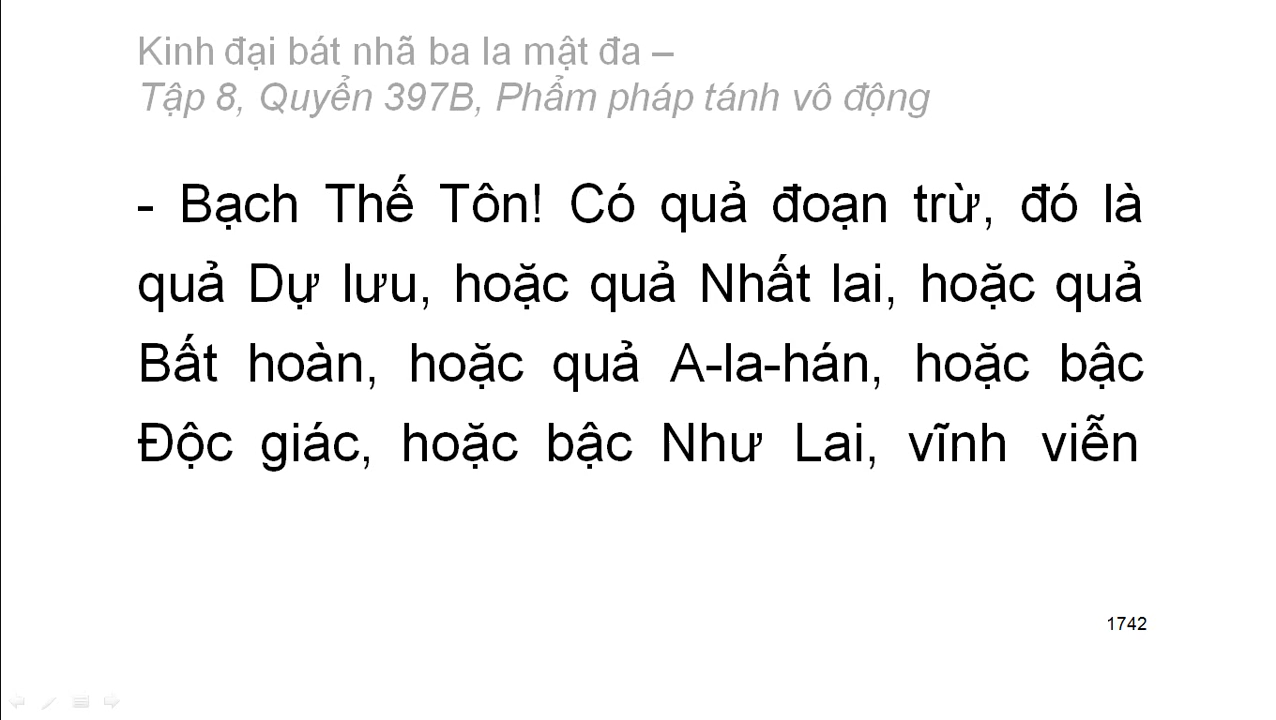 Kinh đại bát nhã ba la mật đa –
Tập 8, Quyển 397B, Phẩm pháp tánh vô động
- Bạch Thế Tôn! Có quả đoạn trừ, đó là
quả Dự lưu, hoặc quả Nhất lai, hoặc quả
Bất hoàn, hoặc quả A-la-hán, hoặc bậc
Độc giác, hoặc bậc Như Lai, vĩnh viễn
1742